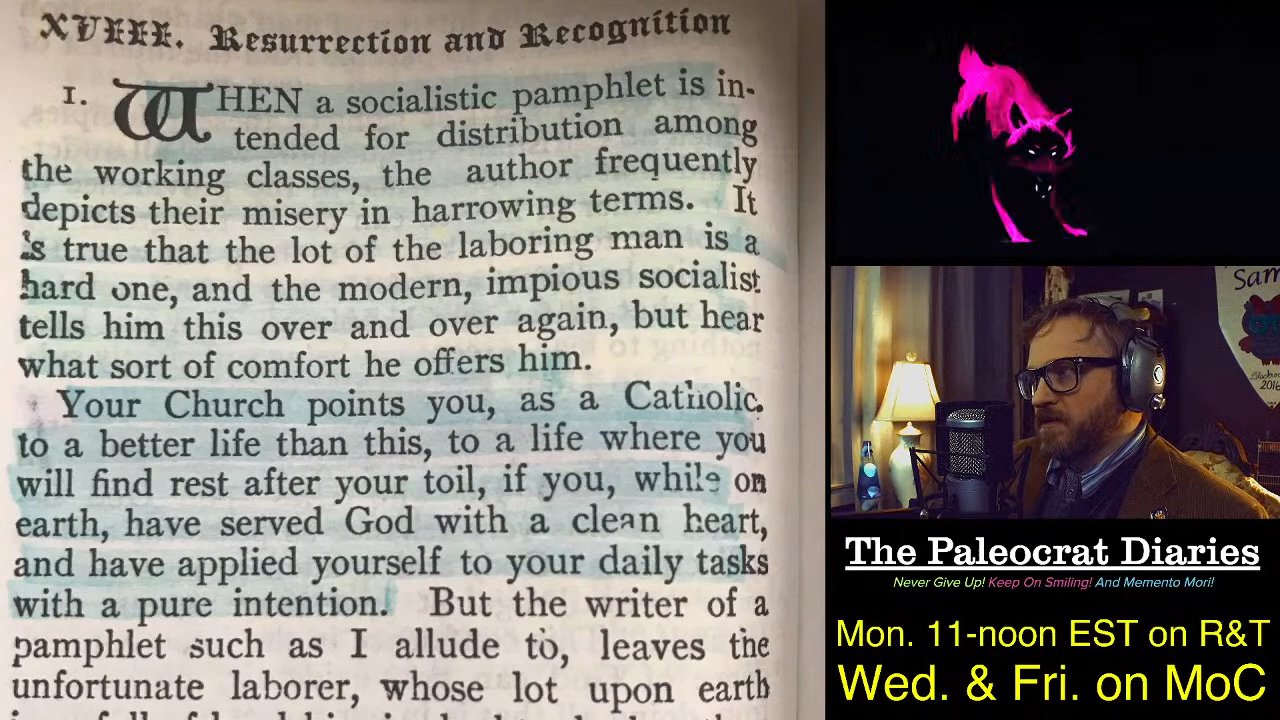 XVIII. Resurrection and Recognition
1. WHEN a socialistic pamphlet is in-
tended for distribution among
the working classes, the author frequently
depicts their misery in harrowing terms. It
is true that the lot of the laboring man is a
hard one, and the modern, impious socialist
tells him this over and over again, but hear
what sort of comfort he offers him.
Your Church points you, as a Catholic,
to a better life than this, to a life where you
will find rest after your toil, if you, while on
earth, have served God with a clean heart,
and have applied yourself to your daily tasks
with a pure intention. But the writer of a
pamphlet such as I allude to, leaves the
unfortunate laborer, whose lot upon earth
Sam
2016
The Paleocrat Diaries
Never Give Up! Keep On Smiling! And Memento Mori!
Mon. 11-noon EST on R&T
Wed. & Fri. on MoC